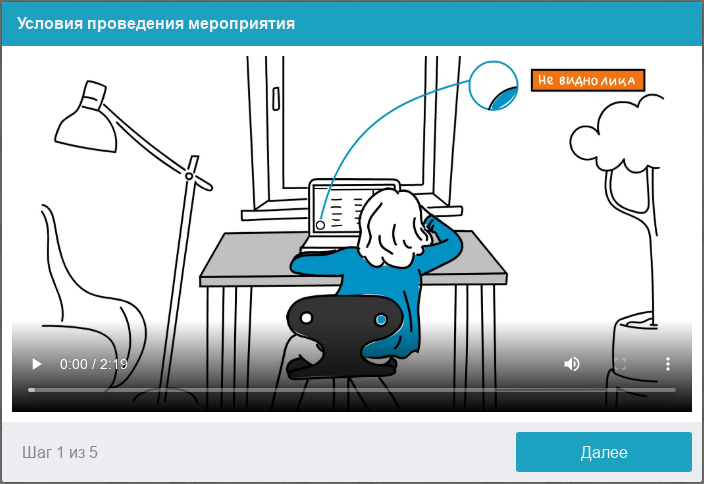 Условия проведения мероприятия
Не видно лица
0:00 / 2:19
Шаг 1 из 5
Далее